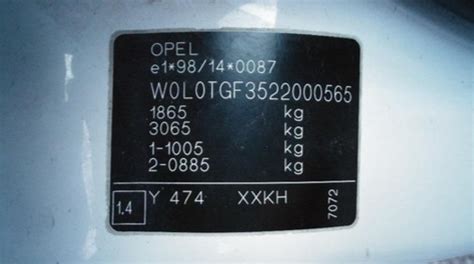 OPEL
e1*98/14*0087
W0L0TGF3522000565
1865 kg
3065 kg
1-1005 kg
2-0885 kg
1.4 Y 474 XXKH 7072